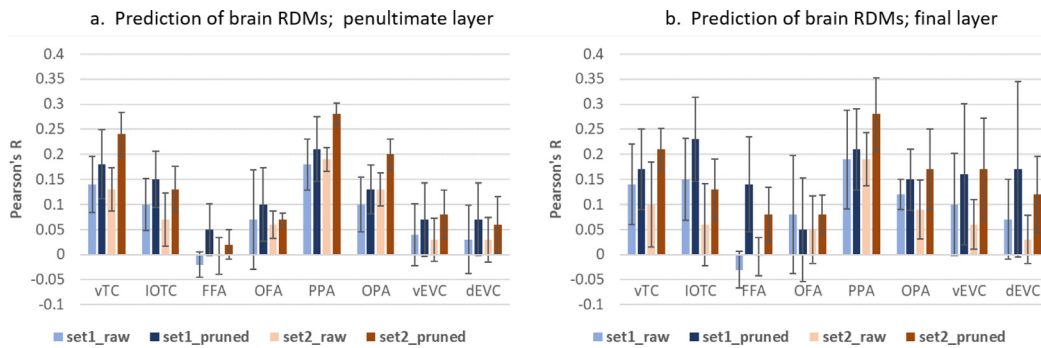 a. Prediction of brain RDMs; penultimate layer
Pearson's R
0.4
0.35
0.3
0.25
0.2
0.15
0.1
0.05
0
-0.05
-0.1
vTC IOTC FFA OFA PPA OPA vEVC dEVC
set1_raw set1_pruned set2_raw set2_pruned
b. Prediction of brain RDMs; final layer
Pearson's R
0.4
0.35
0.3
0.25
0.2
0.15
0.1
0.05
0
-0.05
-0.1
vTC IOTC FFA OFA PPA OPA vEVC dEVC
set1_raw set1_pruned set2_raw set2_pruned